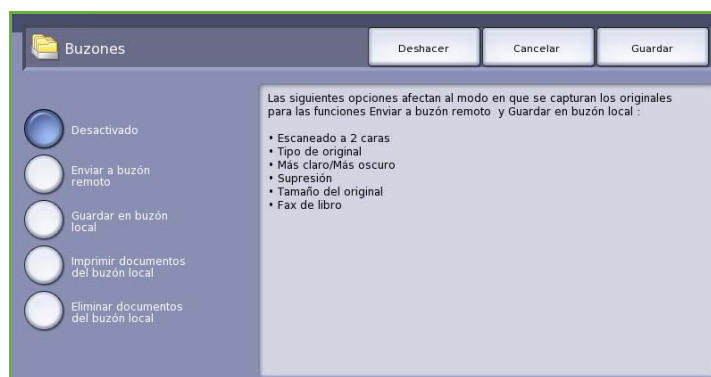 Buzones
Deshacer
Cancelar
Guardar
Desactivado
Enviar a buzón
remoto
Guardar en buzón
local
Imprimir documentos
del buzón local
Eliminar documentos
del buzón local
Las siguientes opciones afectan al modo en que se capturan los originales
para las funciones Enviar a buzón remoto y Guardar en buzón local :
• Escaneado a 2 caras
• Tipo de original
• Más claro/Más oscuro
• Supresión
• Tamaño del original
• Fax de libro